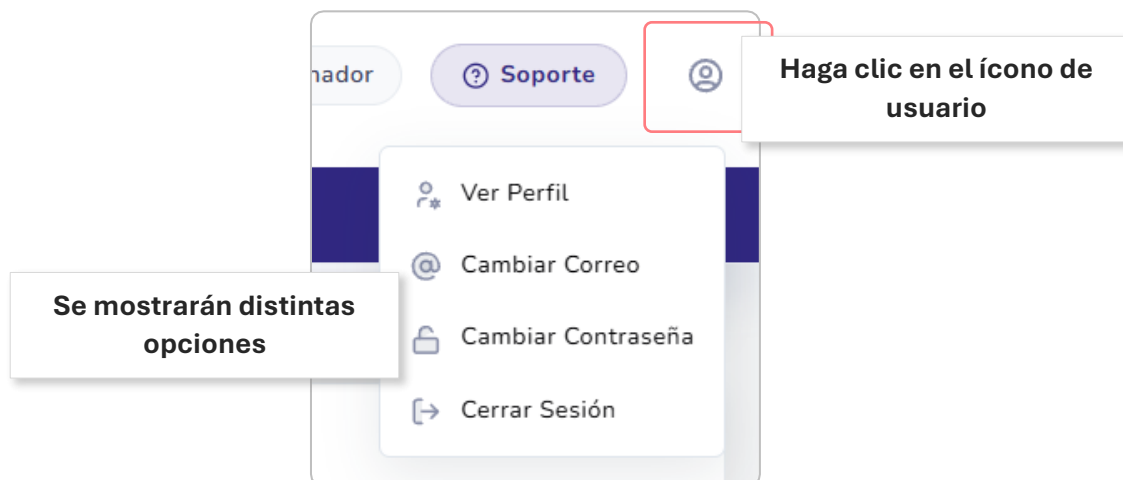 nador
Soporte
Haga clic en el ícono de
usuario
Ver Perfil
Cambiar Correo
Se mostrarán distintas
opciones
Cambiar Contraseña
Cerrar Sesión